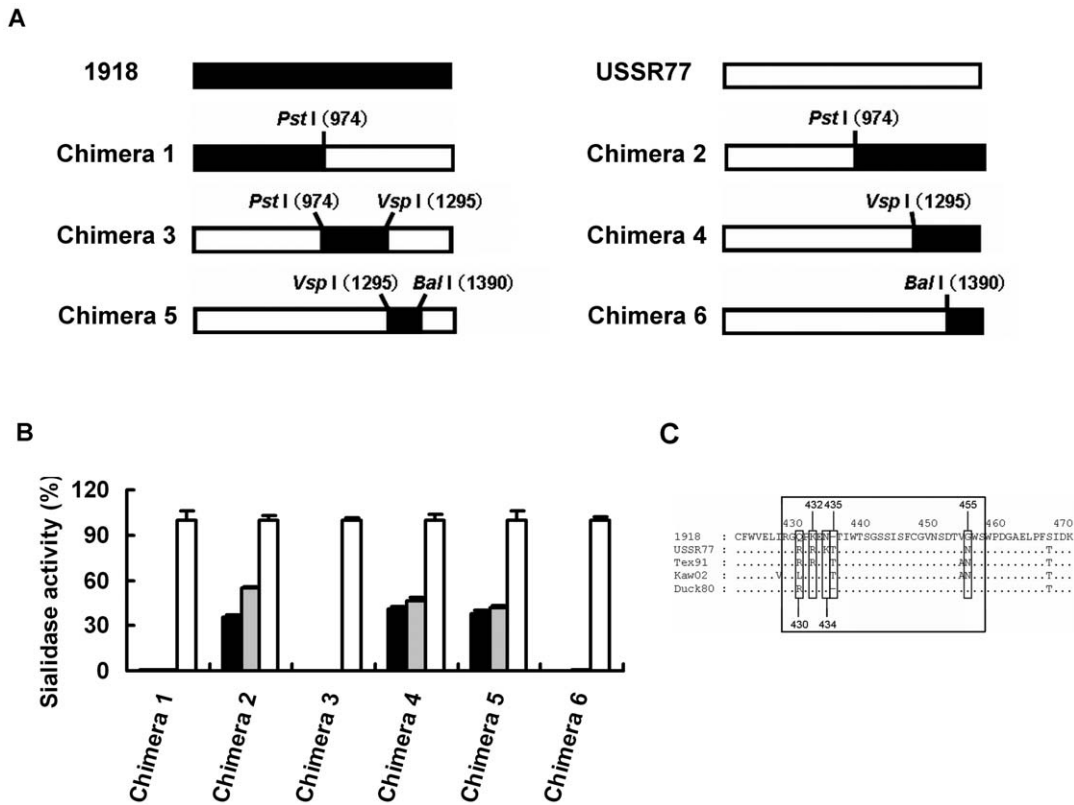 A
1918
USSR77
Pst I (974)
Pst I (974)
Chimera 1
Chimera 2
Pst I (974)
Vsp I (1295)
Vsp I (1295)
Chimera 3
Chimera 4
Vsp I (1295)
Bal I (1390)
Bal I (1390)
Chimera 5
Chimera 6
B
Sialidase activity (%)
120
90
60
30
0
Chimera 1
Chimera 2
Chimera 3
Chimera 4
Chimera 5
Chimera 6
C
432 435 455
430 440 450 460 470
1918 :
USSR77 :
Tex91 :
Kaw02 :
Duck80 :
430 434